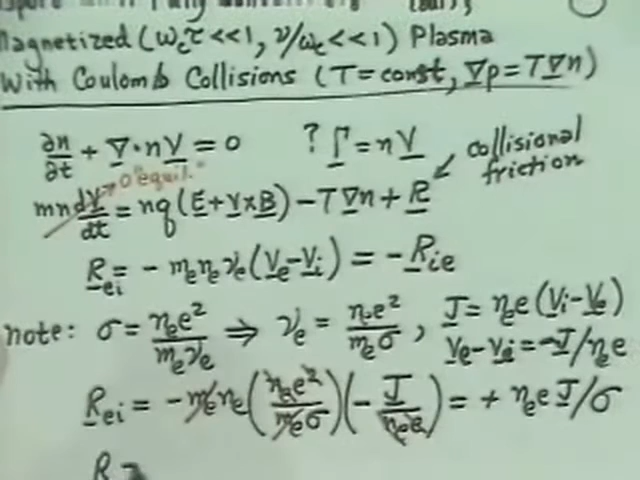 Magnetized (ω_cτ<<1, ν/ω_c<<1) Plasma
With Coulomb Collisions (T=const, ∇p=T∇n)
∂n/∂t + ∇·nV = 0 ? Γ = nV collisional friction
→0 equil.
mn dV/dt = nq(E+V×B) - T∇n + R
R_ei = - m_e n_e ν_e (V_e - V_i) = - R_ie
note: σ = n_e e²/m_e ν_e ⇒ ν_e = n_e e²/m_e σ, J = n_e e (V_i - V_e)
V_e - V_i = -J/n_e e
R_ei = - m_e n_e (n_e e²/m_e σ)(- J/n_e e) = + n_e e J/σ
R =